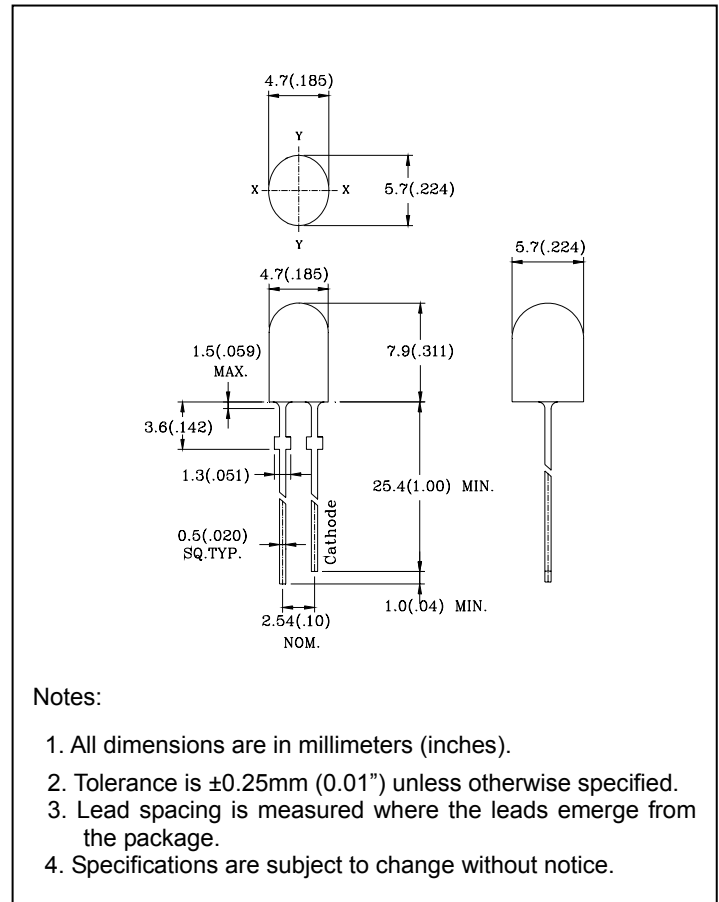 4.7(.185)
Y
X
X
5.7(.224)
Y
5.7(.224)
4.7(.185)
1.5(.059)
MAX.
7.9(.311)
3.6(.142)
1.3(.051)
25.4(1.00) MIN.
0.5(.020)
SQ.TYP.
Cathode
1.0(.04) MIN.
2.54(.10)
NOM.
Notes:
1. All dimensions are in millimeters (inches).
2. Tolerance is ±0.25mm (0.01”) unless otherwise specified.
3. Lead spacing is measured where the leads emerge from
the package.
4. Specifications are subject to change without notice.